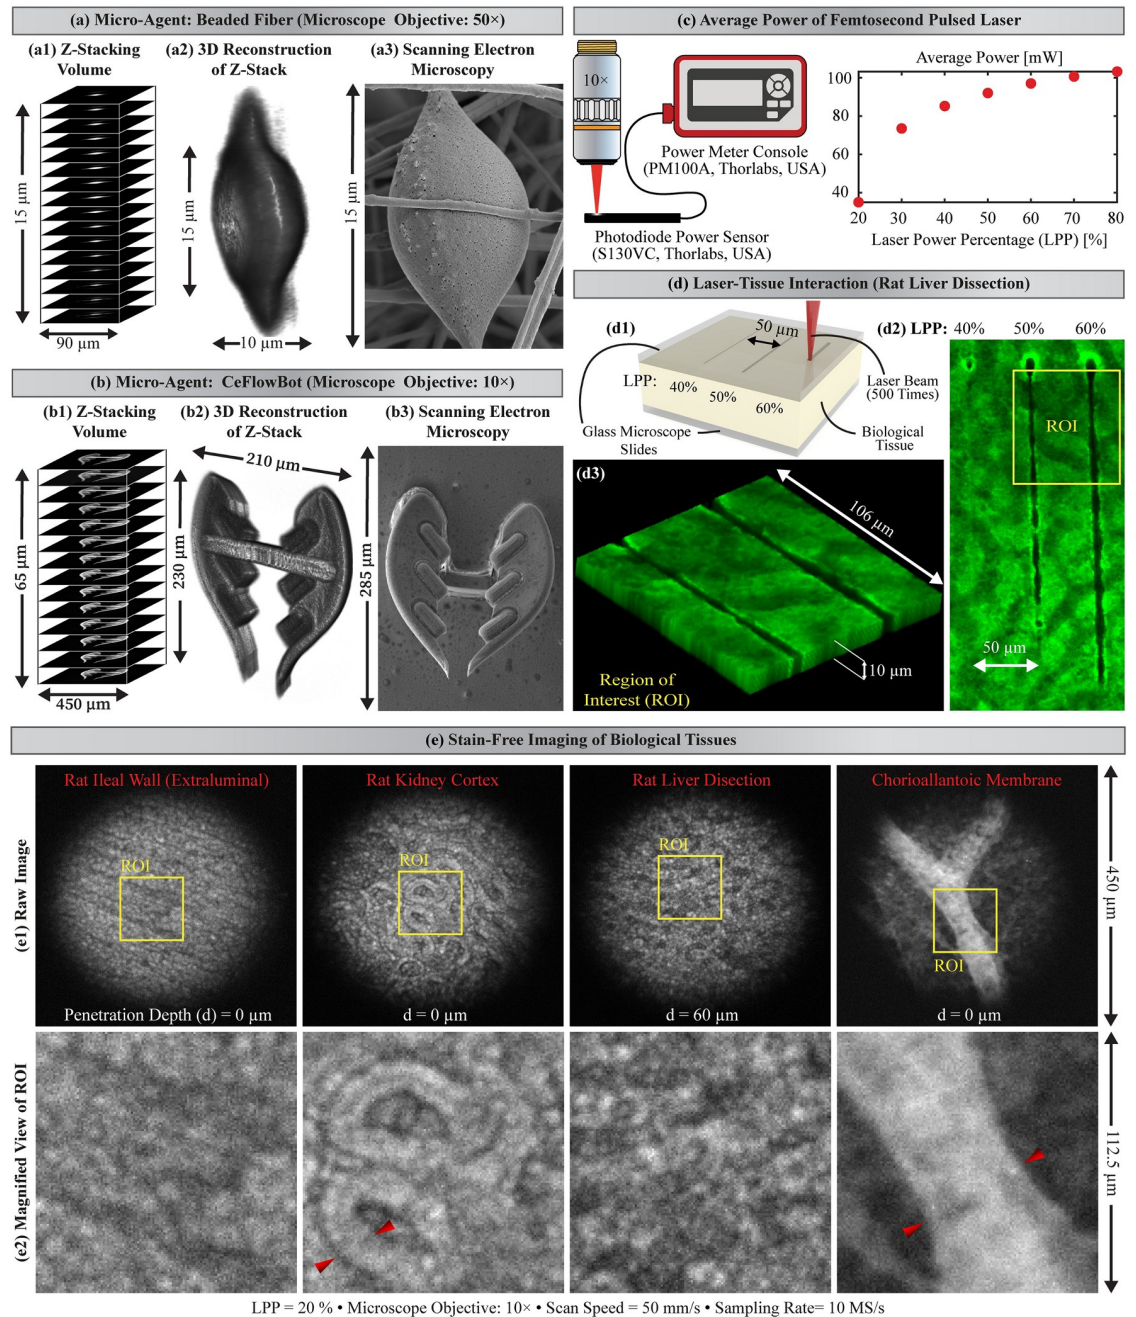 (a) Micro-Agent: Beaded Fiber (Microscope Objective: 50×)
(a1) Z-Stacking
Volume
(a2) 3D Reconstruction
of Z-Stack
(a3) Scanning Electron
Microscopy
15 µm
90 µm
15 µm
10 µm
15 µm
(b) Micro-Agent: CeFlowBot (Microscope Objective: 10×)
(b1) Z-Stacking
Volume
(b2) 3D Reconstruction
of Z-Stack
(b3) Scanning Electron
Microscopy
65 µm
450 µm
210 µm
230 µm
285 µm
(c) Average Power of Femtosecond Pulsed Laser
10×
Power Meter Console
(PM100A, Thorlabs, USA)
Photodiode Power Sensor
(S130VC, Thorlabs, USA)
Average Power [mW]
100
80
60
40
20 30 40 50 60 70 80
Laser Power Percentage (LPP) [%]
(d) Laser-Tissue Interaction (Rat Liver Dissection)
(d1)
50 µm
LPP:
40%
50%
60%
Laser Beam
(500 Times)
Glass Microscope
Slides
Biological
Tissue
(d2) LPP: 40% 50% 60%
ROI
50 µm
(d3)
106 µm
10 µm
Region of
Interest (ROI)
(e) Stain-Free Imaging of Biological Tissues
(e1) Raw Image
Rat Ileal Wall (Extraluminal)
ROI
Penetration Depth (d) = 0 µm
Rat Kidney Cortex
ROI
d = 0 µm
Rat Liver Disection
ROI
d = 60 µm
Chorioallantoic Membrane
ROI
d = 0 µm
450 µm
(e2) Magnified View of ROI
112.5 µm
LPP = 20 % • Microscope Objective: 10× • Scan Speed = 50 mm/s • Sampling Rate= 10 MS/s